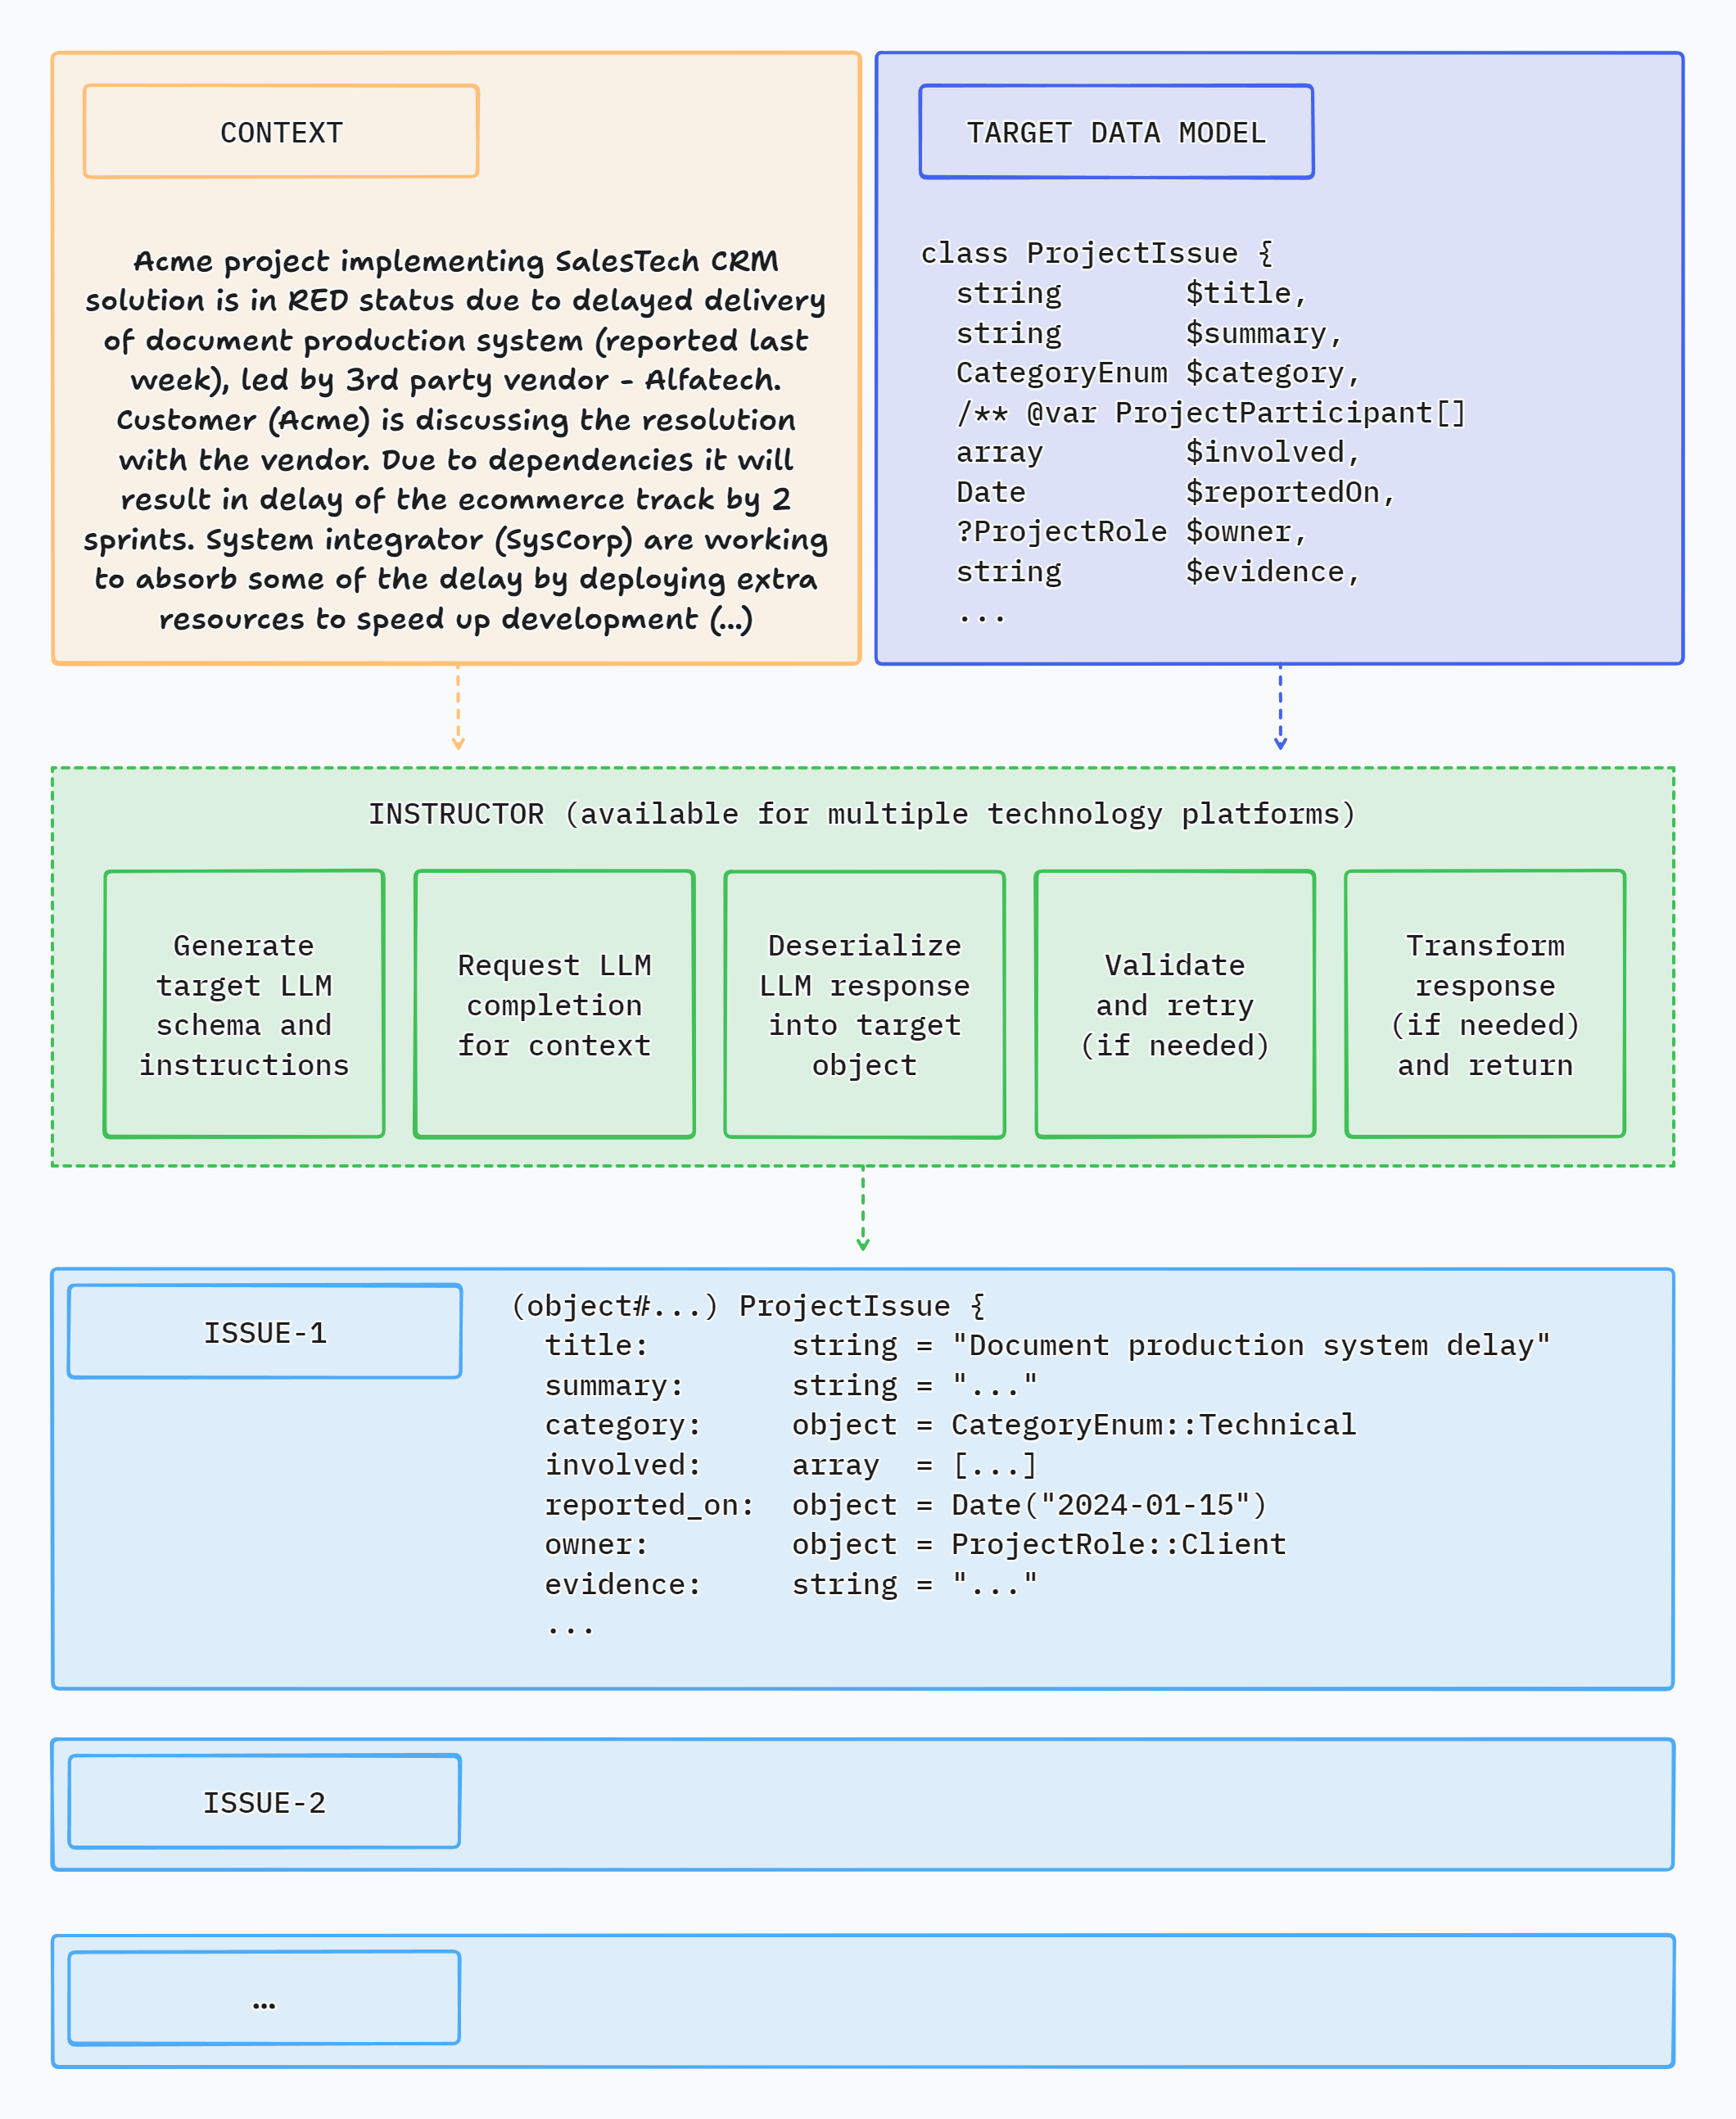 CONTEXT
Acme project implementing SalesTech CRM
solution is in RED status due to delayed delivery
of document production system (reported last
week), led by 3rd party vendor - Alfatech.
Customer (Acme) is discussing the resolution
with the vendor. Due to dependencies it will
result in delay of the ecommerce track by 2
sprints. System integrator (SysCorp) are working
to absorb some of the delay by deploying extra
resources to speed up development (...)
TARGET DATA MODEL
class ProjectIssue {
  string       $title,
  string       $summary,
  CategoryEnum $category,
  /** @var ProjectParticipant[]
  array        $involved,
  Date         $reportedOn,
  ?ProjectRole $owner,
  string       $evidence,
  ...
INSTRUCTOR (available for multiple technology platforms)
Generate
target LLM
schema and
instructions
Request LLM
completion
for context
Deserialize
LLM response
into target
object
Validate
and retry
(if needed)
Transform
response
(if needed)
and return
ISSUE-1
(object#...) ProjectIssue {
  title:        string = "Document production system delay"
  summary:      string = "..."
  category:     object = CategoryEnum::Technical
  involved:     array  = [...]
  reported_on:  object = Date("2024-01-15")
  owner:        object = ProjectRole::Client
  evidence:     string = "..."
  ...
ISSUE-2
...